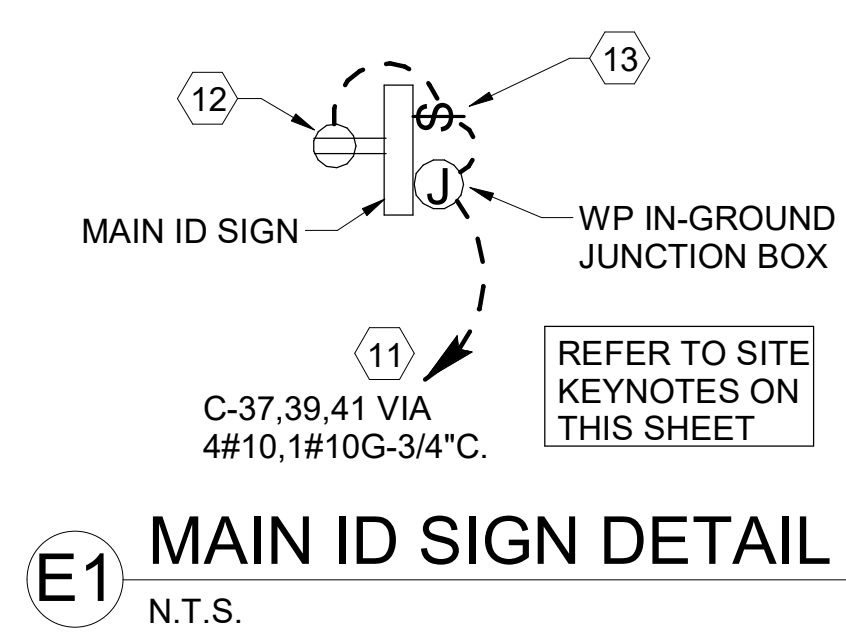 12
13
$
J
MAIN ID SIGN
WP IN-GROUND
JUNCTION BOX
11
C-37,39,41 VIA
4#10,1#10G-3/4"C.
REFER TO SITE
KEYNOTES ON
THIS SHEET
E1
MAIN ID SIGN DETAIL
N.T.S.